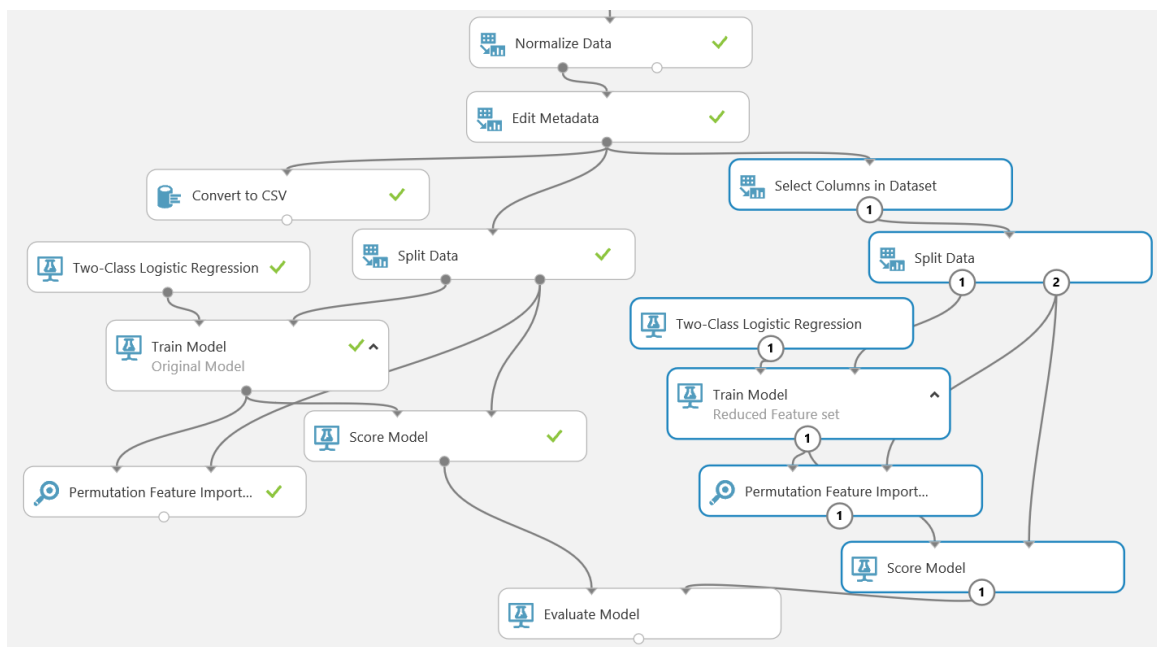 Normalize Data
Edit Metadata
Convert to CSV
Select Columns in Dataset
1
Split Data
Two-Class Logistic Regression
Split Data
1
2
Train Model
Original Model
Two-Class Logistic Regression
1
Train Model
Reduced Feature set
1
Score Model
Permutation Feature Import...
Permutation Feature Import...
1
Score Model
1
Evaluate Model